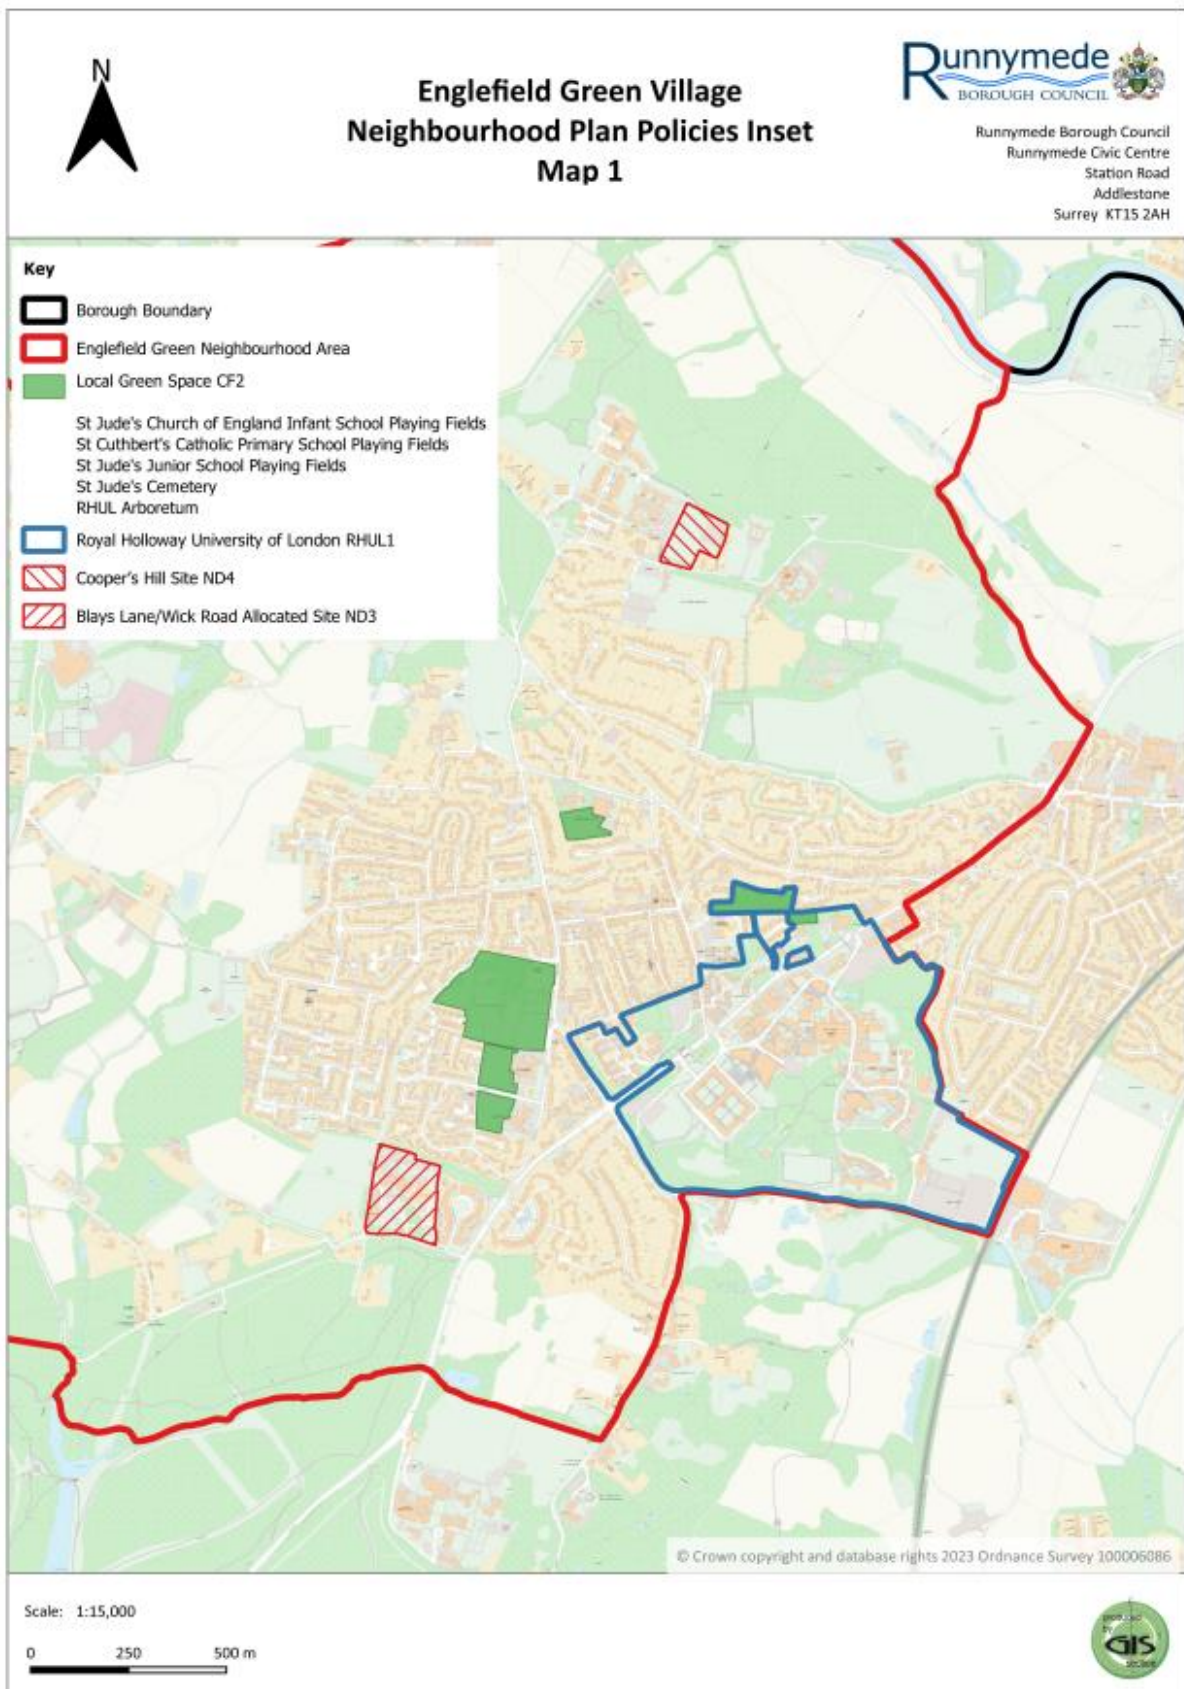 N
Englefield Green Village
Neighbourhood Plan Policies Inset
Map 1
Runnymede
BOROUGH COUNCIL
Runnymede Borough Council
Runnymede Civic Centre
Station Road
Addlestone
Surrey KT15 2AH
Key
Borough Boundary
Englefield Green Neighbourhood Area
Local Green Space CF2
St Jude's Church of England Infant School Playing Fields
St Cuthbert's Catholic Primary School Playing Fields
St Jude's Junior School Playing Fields
St Jude's Cemetery
RHUL Arboretum
Royal Holloway University of London RHUL1
Cooper's Hill Site ND4
Blays Lane/Wick Road Allocated Site ND3
© Crown copyright and database rights 2023 Ordnance Survey 100006086
Scale: 1:15,000
0 250 500 m
produced
by
GIS
section